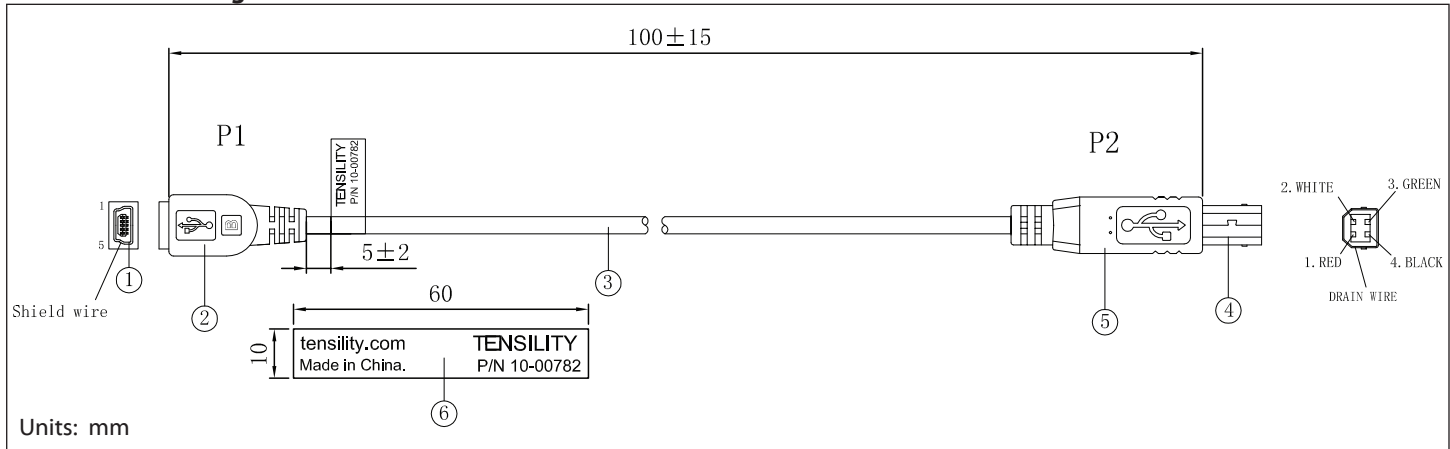 100±15
P1
P2
TENSILITY
P/N 10-00782
2. WHITE
3. GREEN
1
5
B
5±2
1. RED
4. BLACK
DRAIN WIRE
1
2
3
4
5
Shield wire
60
10
tensility.com TENSILITY
Made in China. P/N 10-00782
6
Units: mm